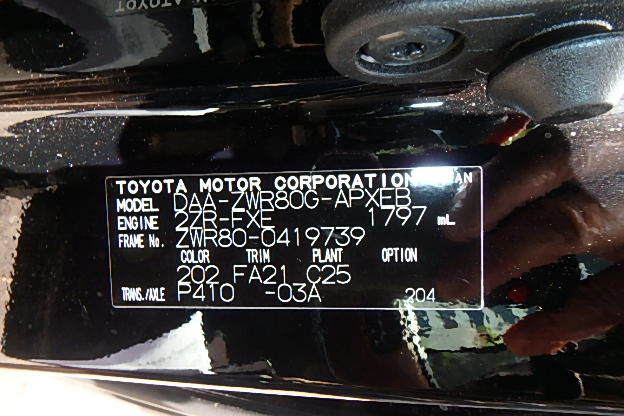 TOYOTA MOTOR CORPORATION
MODEL DAA-ZWR80G-APXEB
ENGINE 2ZR-FXE 1797 mL
FRAME No. ZWR80-0419739
COLOR TRIM PLANT OPTION
202 FA21 C25
TRANS./AXLE P410 -03A 204